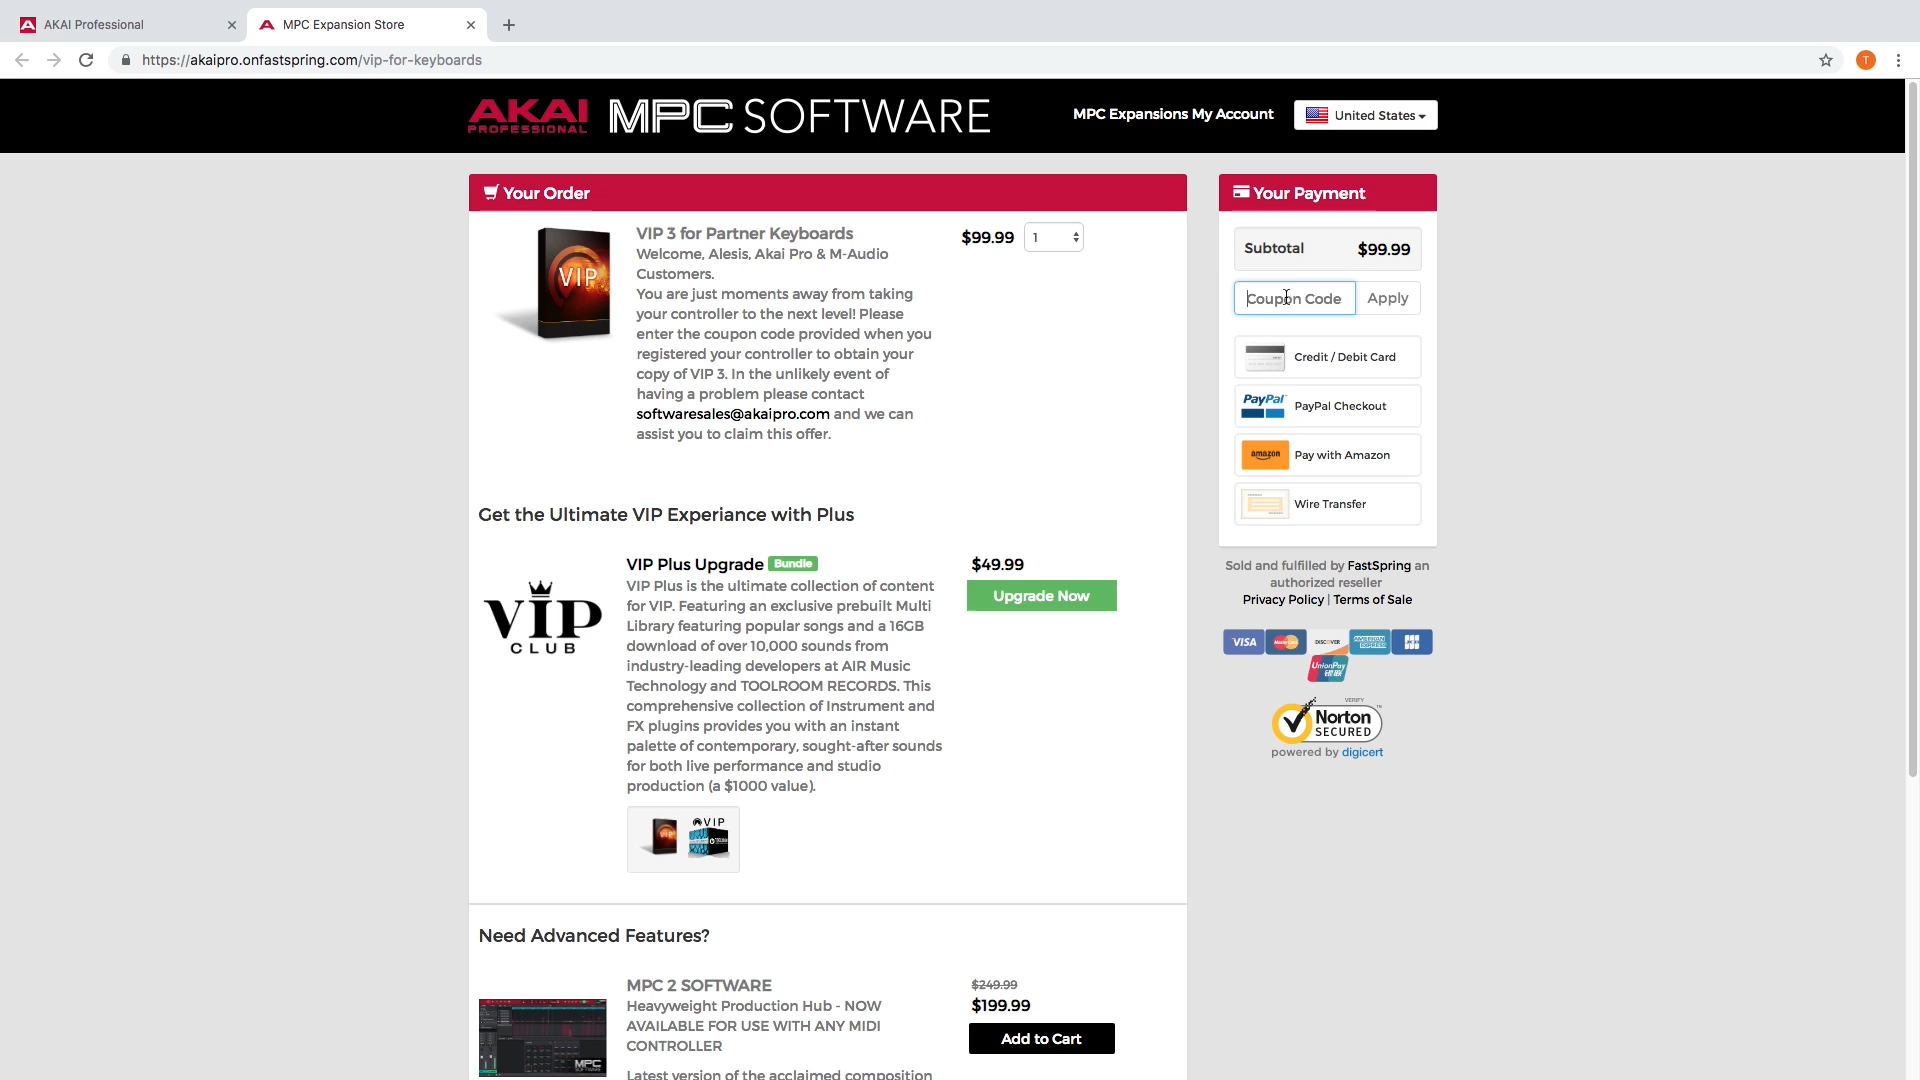 AKAI Professional
MPC Expansion Store
https://akaipro.onfastspring.com/vip-for-keyboards
T
AKAI
PROFESSIONAL
MPC SOFTWARE
MPC Expansions My Account
United States
Your Order
VIP
VIP 3 for Partner Keyboards
Welcome, Alesis, Akai Pro & M-Audio
Customers.
You are just moments away from taking
your controller to the next level! Please
enter the coupon code provided when you
registered your controller to obtain your
copy of VIP 3. In the unlikely event of
having a problem please contact
softwaresales@akaipro.com and we can
assist you to claim this offer.
$99.99
1
Get the Ultimate VIP Experiance with Plus
VIP
CLUB
VIP Plus Upgrade Bundle
VIP Plus is the ultimate collection of content
for VIP. Featuring an exclusive prebuilt Multi
Library featuring popular songs and a 16GB
download of over 10,000 sounds from
industry-leading developers at AIR Music
Technology and TOOLROOM RECORDS. This
comprehensive collection of Instrument and
FX plugins provides you with an instant
palette of contemporary, sought-after sounds
for both live performance and studio
production (a $1000 value).
$49.99
Upgrade Now
VIP
VIP
Need Advanced Features?
MPC
MPC 2 SOFTWARE
Heavyweight Production Hub - NOW
AVAILABLE FOR USE WITH ANY MIDI
CONTROLLER
Latest version of the acclaimed composition
$249.99
$199.99
Add to Cart
Your Payment
Subtotal
$99.99
Coupon Code
Apply
Credit / Debit Card
PayPal
PayPal Checkout
amazon
Pay with Amazon
Wire Transfer
Sold and fulfilled by FastSpring an
authorized reseller
Privacy Policy | Terms of Sale
VISA
MasterCard
DISCOVER
AMERICAN
EXPRESS
JCB
UnionPay
银联
VERIFY
Norton
SECURED
powered by digicert